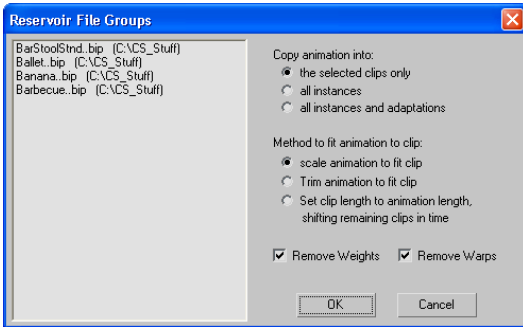 Reservoir File Groups
BarStoolStnd..bip (C:\CS_Stuff)
Ballet..bip (C:\CS_Stuff)
Banana..bip (C:\CS_Stuff)
Barbecue..bip (C:\CS_Stuff)
Copy animation into:
the selected clips only
all instances
all instances and adaptations
Method to fit animation to clip:
scale animation to fit clip
Trim animation to fit clip
Set clip length to animation length,
shifting remaining clips in time
Remove Weights Remove Warps
OK Cancel